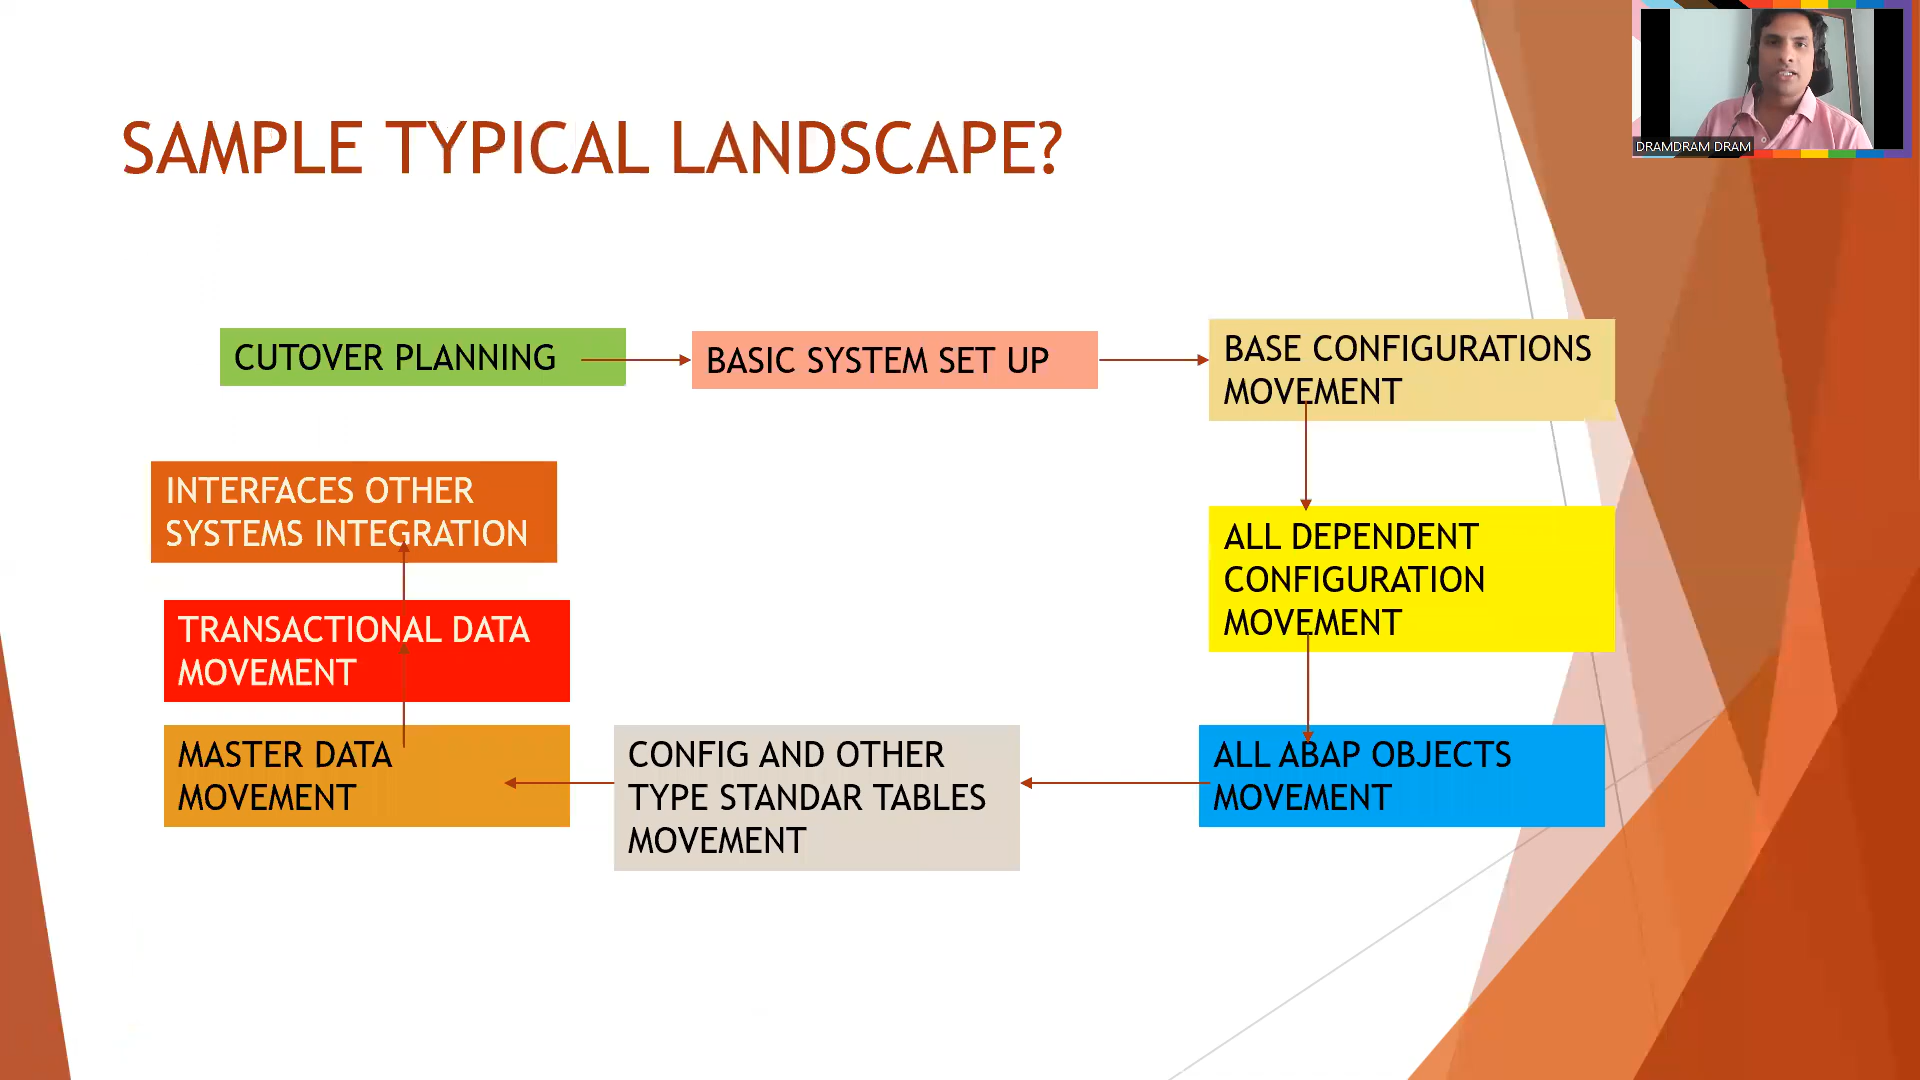 SAMPLE TYPICAL LANDSCAPE?
DRAMDRAM DRAM
CUTOVER PLANNING
BASIC SYSTEM SET UP
BASE CONFIGURATIONS
MOVEMENT
INTERFACES OTHER
SYSTEMS INTEGRATION
ALL DEPENDENT
CONFIGURATION
MOVEMENT
TRANSACTIONAL DATA
MOVEMENT
MASTER DATA
MOVEMENT
CONFIG AND OTHER
TYPE STANDAR TABLES
MOVEMENT
ALL ABAP OBJECTS
MOVEMENT